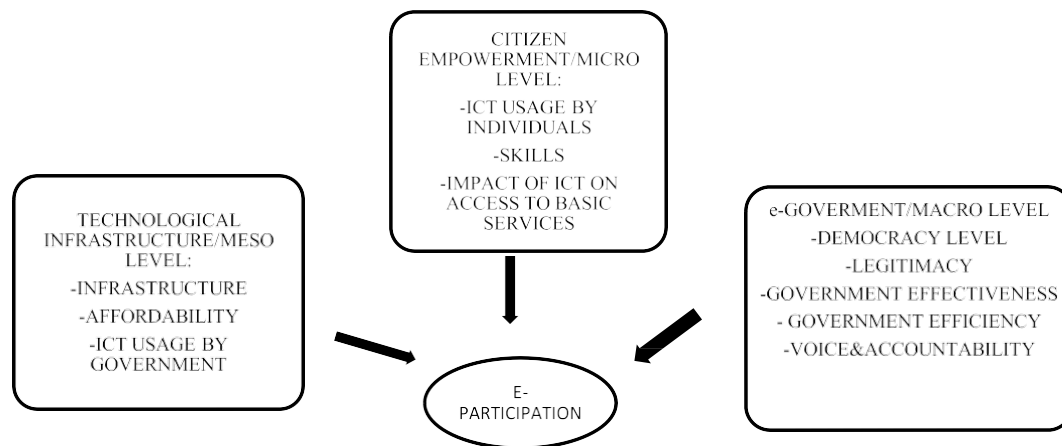 CITIZEN
EMPOWERMENT/MICRO
LEVEL:
-ICT USAGE BY
INDIVIDUALS
-SKILLS
-IMPACT OF ICT ON
ACCESS TO BASIC
SERVICES
TECHNOLOGICAL
INFRASTRUCTURE/MESO
LEVEL:
-INFRASTRUCTURE
-AFFORDABILITY
-ICT USAGE BY
GOVERNMENT
e-GOVERMENT/MACRO LEVEL
-DEMOCRACY LEVEL
-LEGITIMACY
-GOVERNMENT EFFECTIVENESS
- GOVERNMENT EFFICIENCY
-VOICE&ACCOUNTABILITY
E-
PARTICIPATION